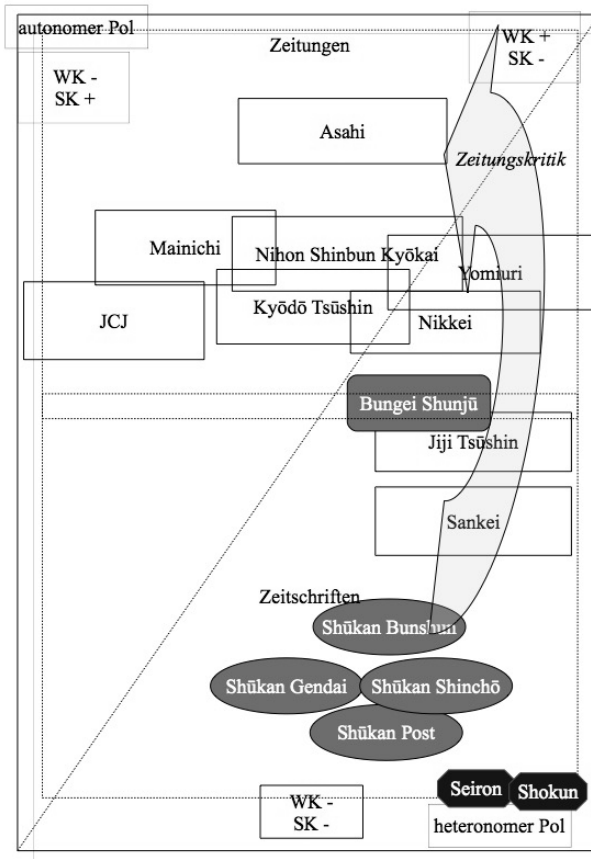 autonomer Pol
Zeitungen
WK +
SK -
WK -
SK +
Asahi
Zeitungskritik
Mainichi
Nihon Shinbun Kyōkai
Yomiuri
JCJ
Kyōdō Tsūshin
Nikkei
Bungei Shunjū
Jiji Tsūshin
Sankei
Zeitschriften
Shūkan Bunshun
Shūkan Gendai
Shūkan Shinchō
Shūkan Post
Seiron
Shokun
WK -
SK -
heteronomer Pol